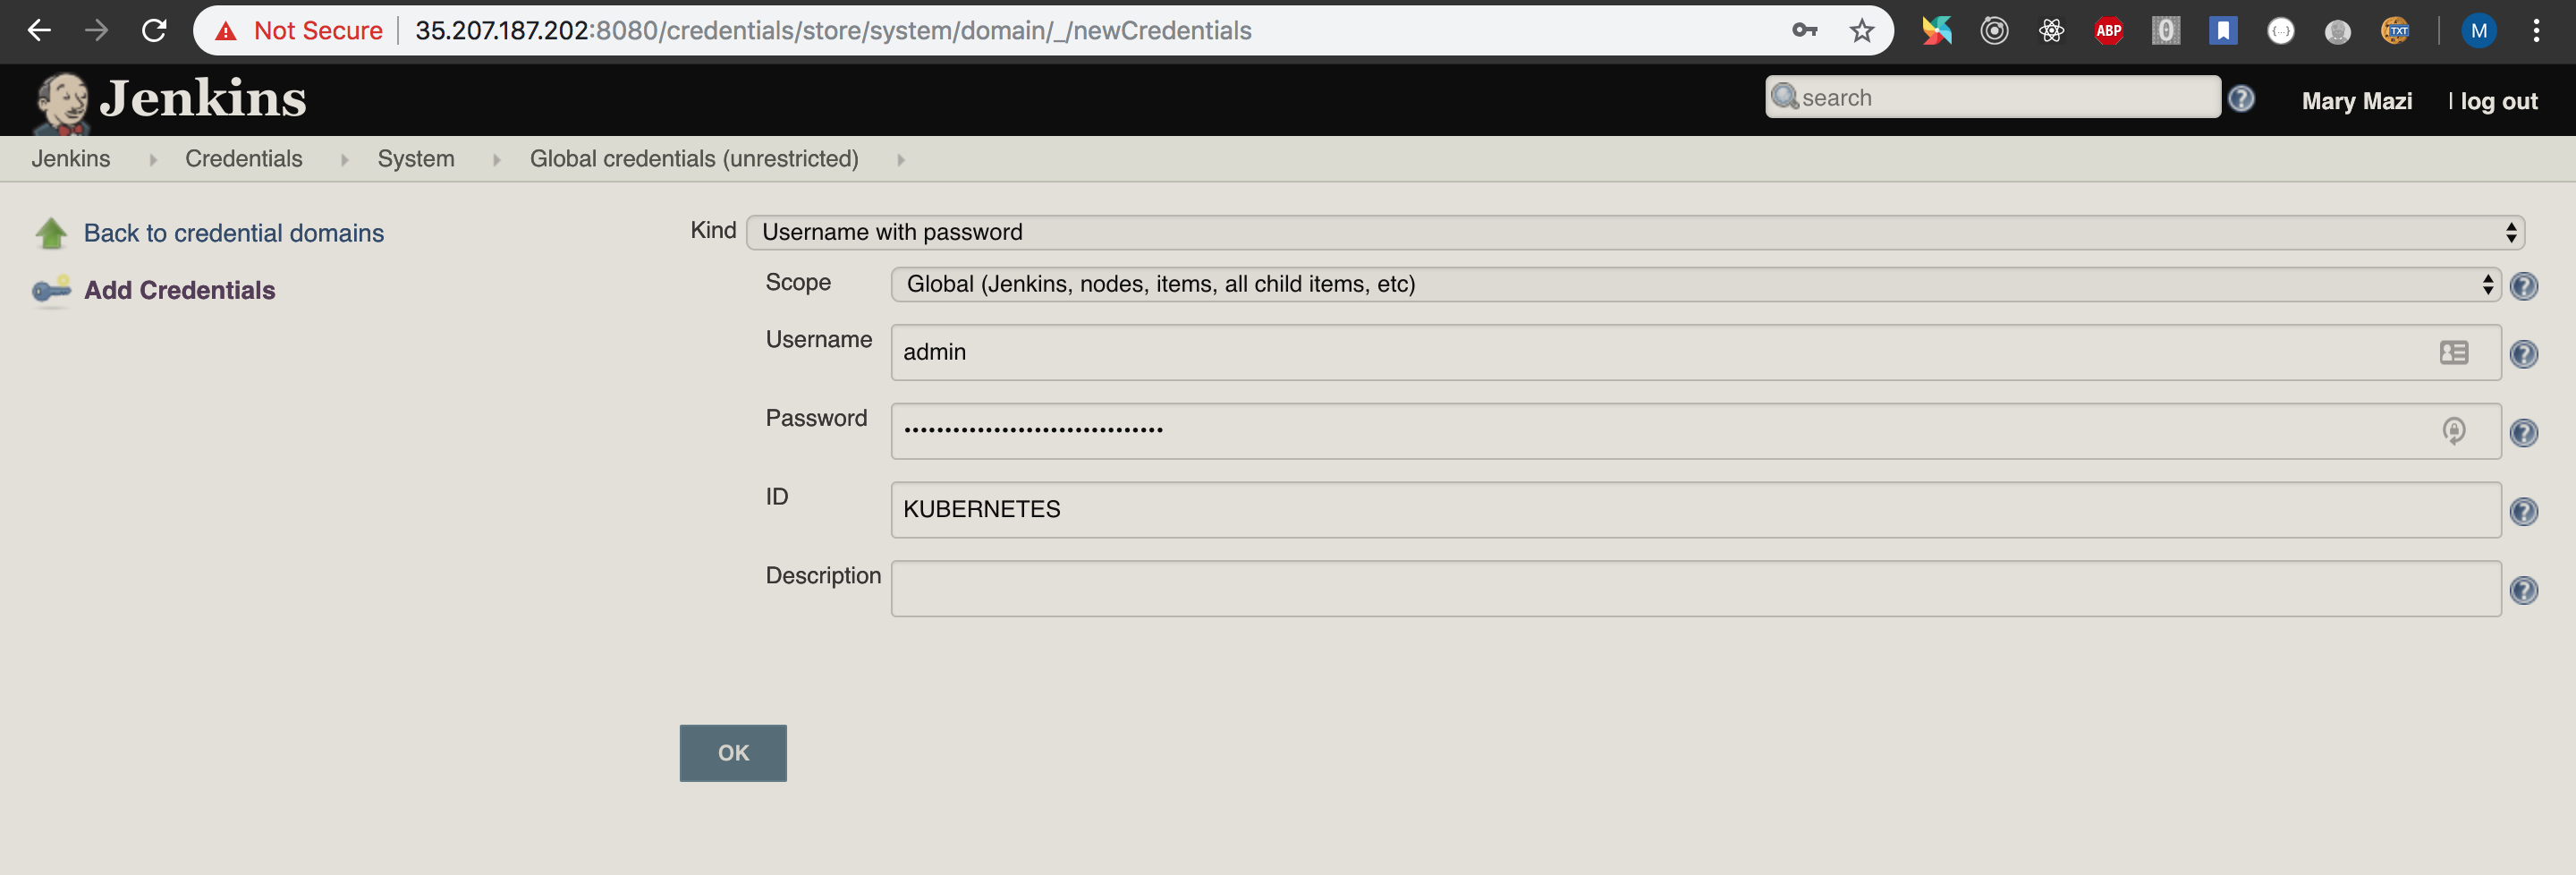 Not Secure | 35.207.187.202:8080/credentials/store/system/domain/_/newCredentials
ABP
0
{...}
TXT
M
Jenkins
search
Mary Mazi
| log out
Jenkins
Credentials
System
Global credentials (unrestricted)
Back to credential domains
Add Credentials
Kind
Username with password
Scope
Global (Jenkins, nodes, items, all child items, etc)
Username
admin
Password
••••••••••••••••••••••••••••••••
ID
KUBERNETES
Description
OK